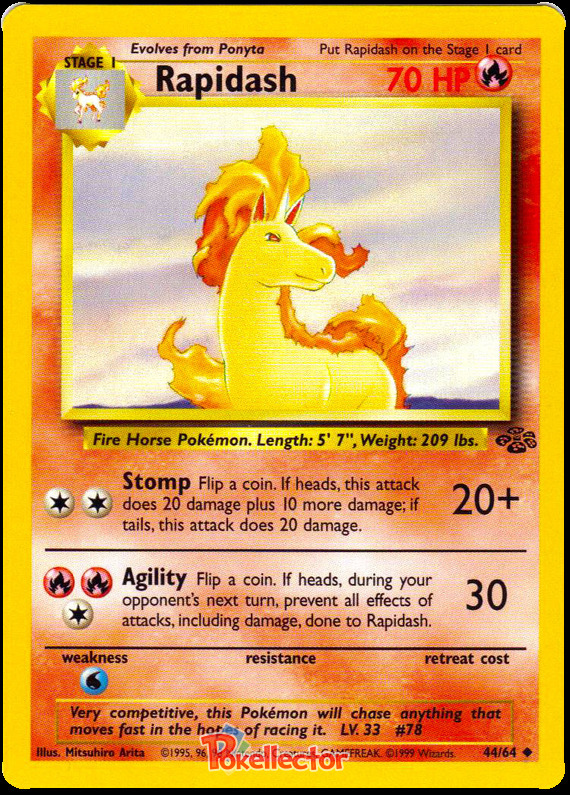 Evolves from Ponyta Put Rapidash on the Stage 1 card
STAGE 1
Rapidash 70 HP
Fire Horse Pokémon. Length: 5' 7", Weight: 209 lbs.
Stomp Flip a coin. If heads, this attack
does 20 damage plus 10 more damage; if
tails, this attack does 20 damage.
20+
Agility Flip a coin. If heads, during your
opponent's next turn, prevent all effects of
attacks, including damage, done to Rapidash.
30
weakness resistance retreat cost
Very competitive, this Pokémon will chase anything that
moves fast in the hopes of racing it. LV. 33 #78
Illus. Mitsuhiro Arita ©1995, 96, GAMEFREAK. ©1999 Wizards. 44/64
Pokellector